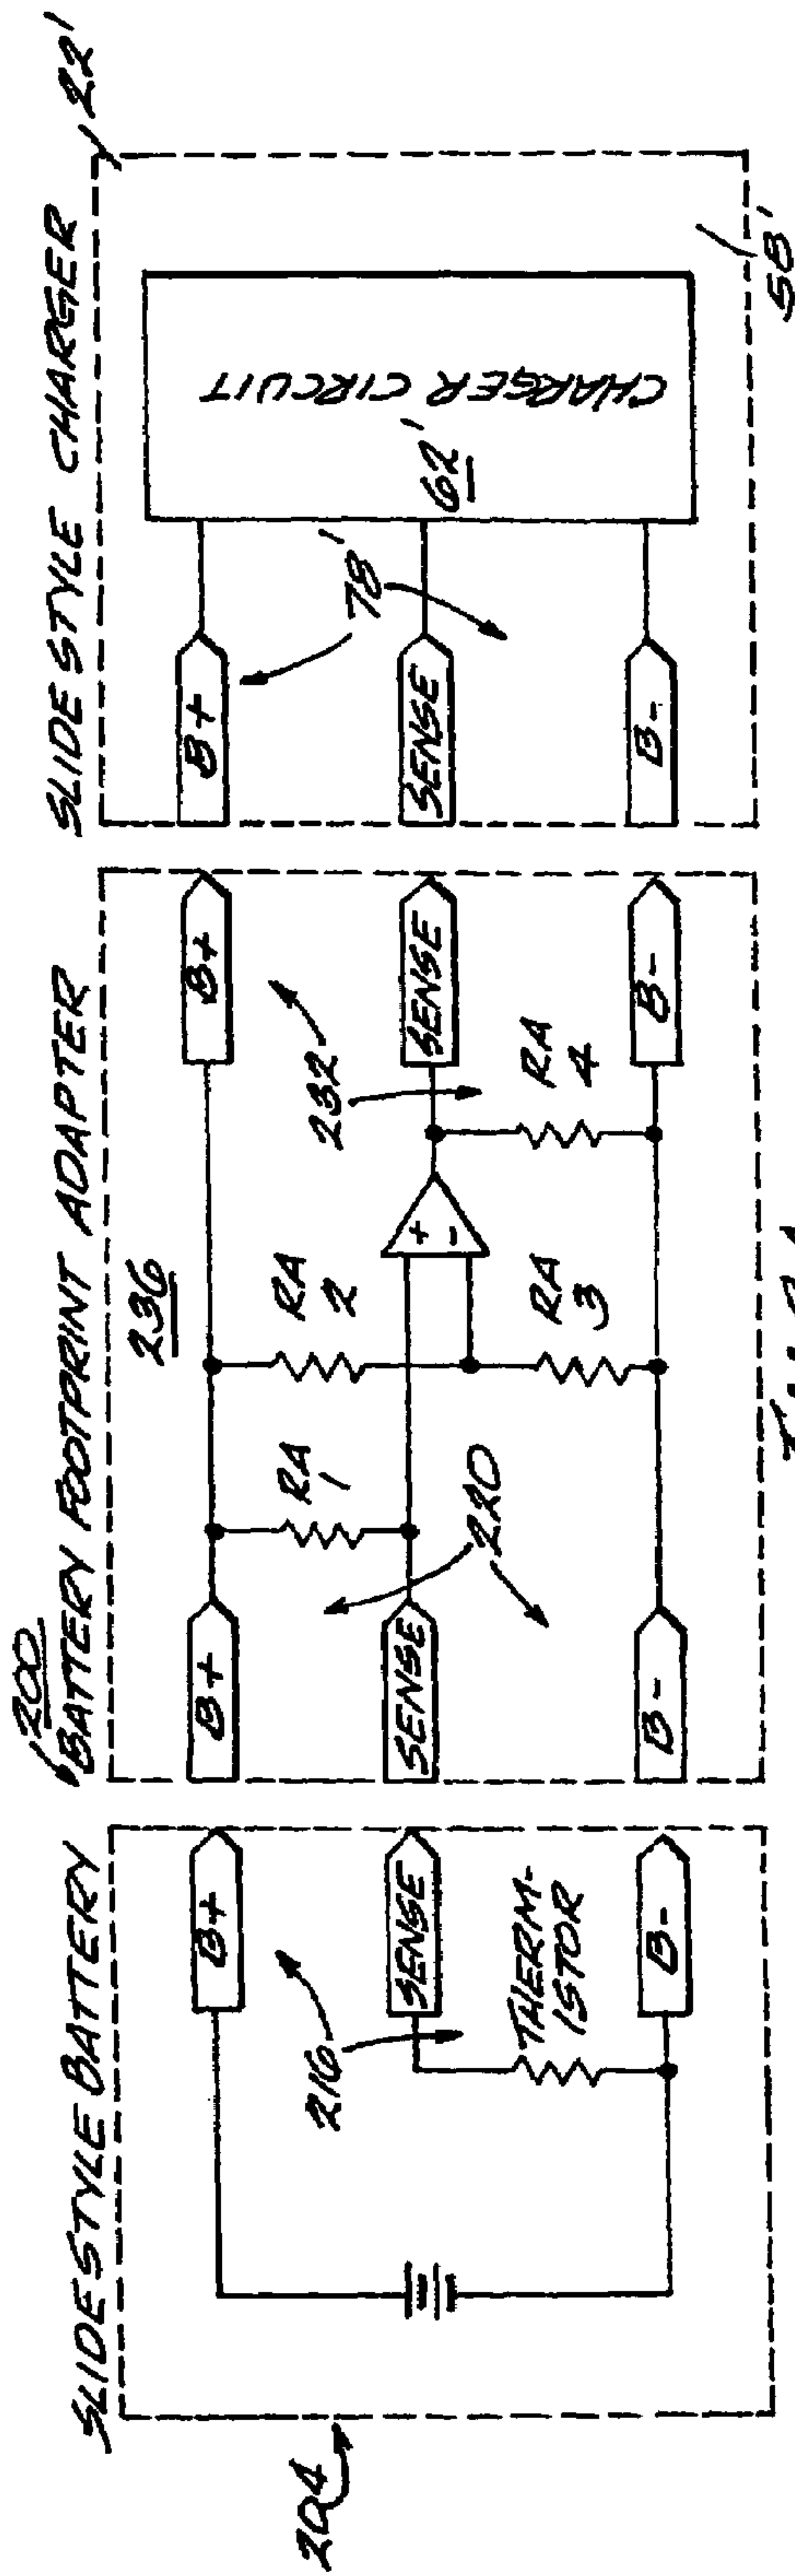 SLIDE STYLE BATTERY
204
B+
216
SENSE
THERM-
ISTOR
B-
200
BATTERY FOOTPRINT ADAPTER
236
B+
SENSE
B-
RA
1
220
RA
2
+
-
RA
3
232
B+
SENSE
RA
4
B-
SLIDE STYLE CHARGER
22'
B+
78'
SENSE
B-
62'
CHARGER CIRCUIT
58'